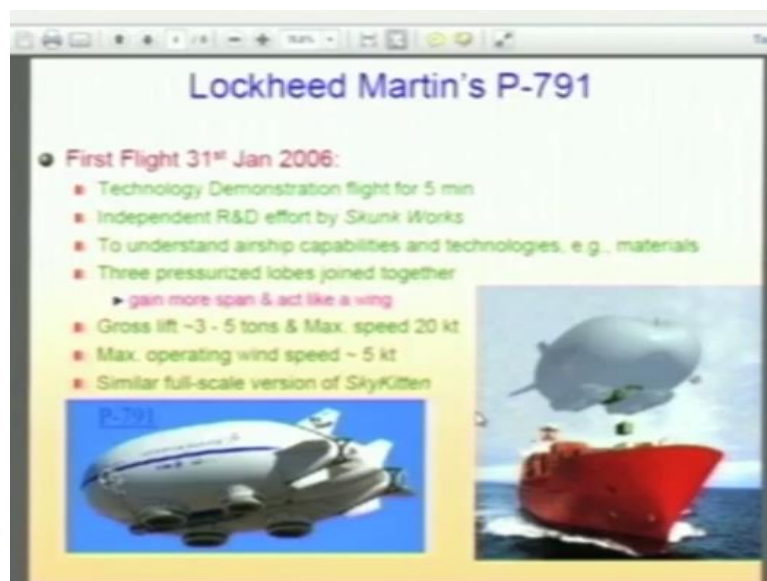 Lockheed Martin's P-791
First Flight 31st Jan 2006:
Technology Demonstration flight for 5 min
Independent R&D effort by Skunk Works
To understand airship capabilities and technologies, e.g., materials
Three pressurized lobes joined together
gain more span & act like a wing
Gross lift ~3 - 5 tons & Max. speed 20 kt
Max. operating wind speed ~ 5 kt
Similar full-scale version of SkyKitten
P-791